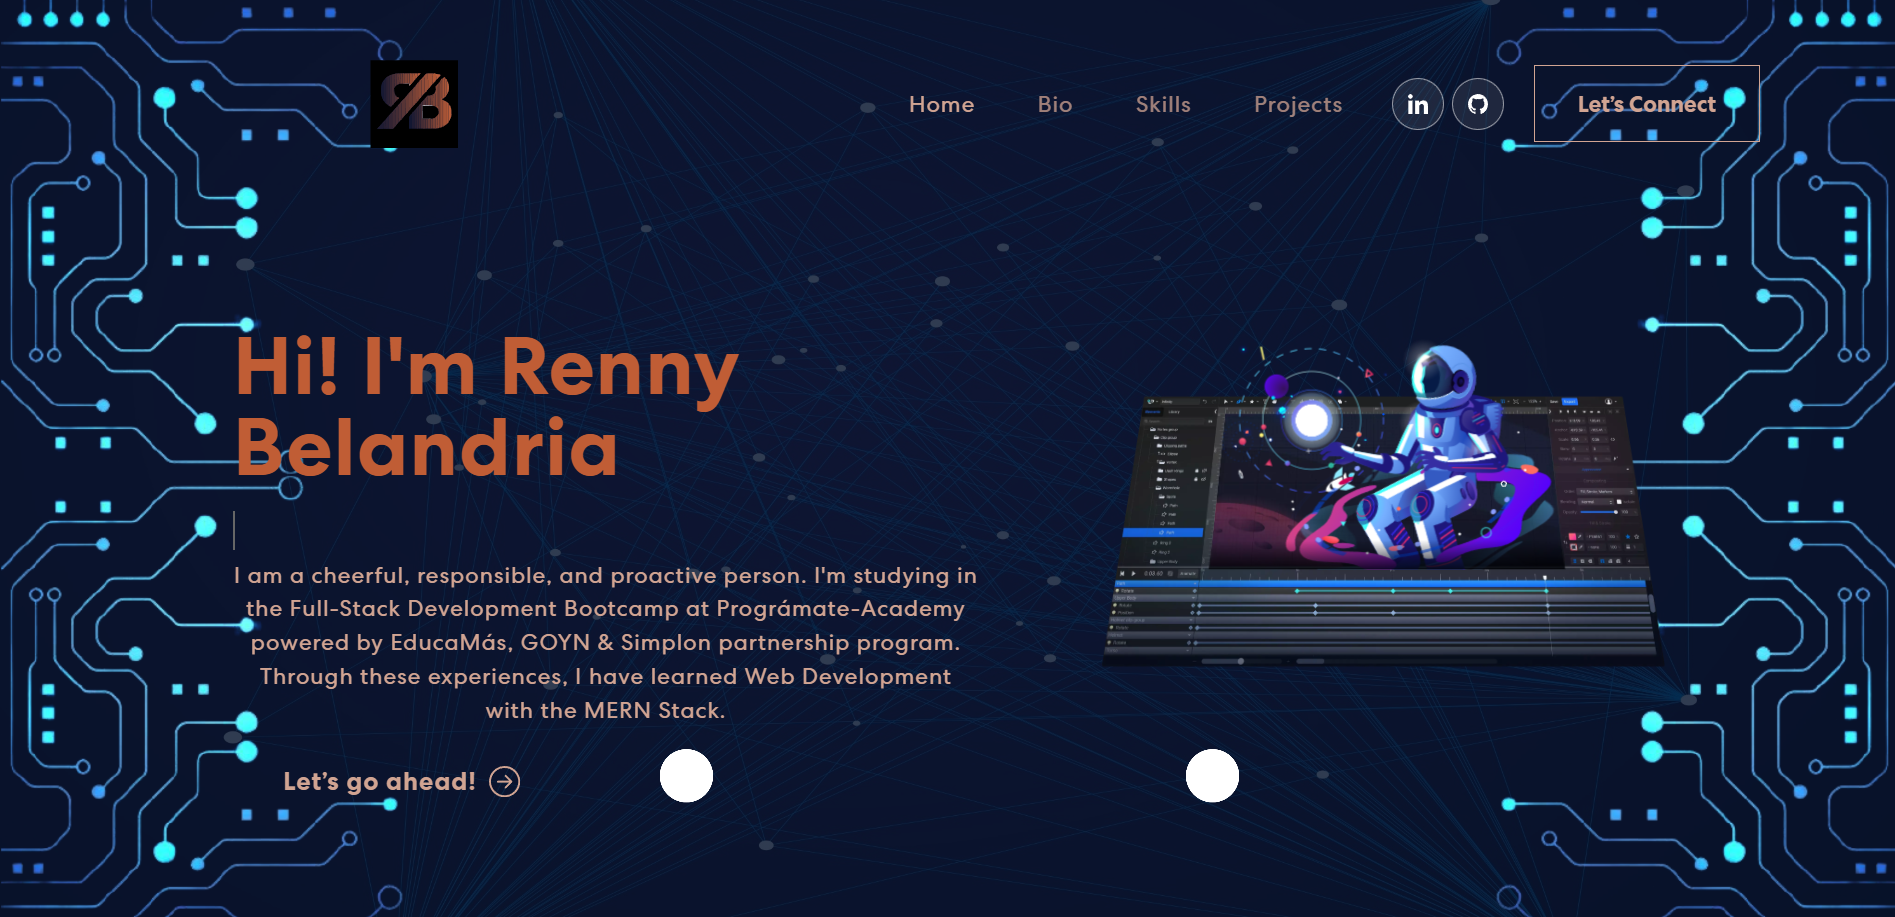 Home
Bio
Skills
Projects
in
Let's Connect
Hi! I'm Renny
Belandria
I am a cheerful, responsible, and proactive person. I'm studying in
the Full-Stack Development Bootcamp at Prográmate-Academy
powered by EducaMás, GOYN & Simplon partnership program.
Through these experiences, I have learned Web Development
with the MERN Stack.
Let's go ahead!